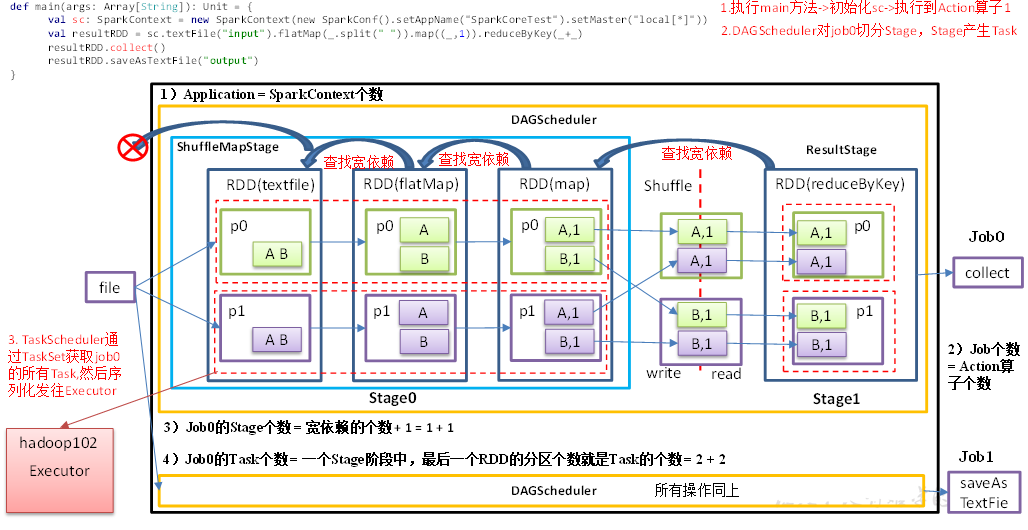 def main(args: Array[String]): Unit = {
val sc: SparkContext = new SparkContext(new SparkConf().setAppName("SparkCoreTest").setMaster("local[*]"))
val resultRDD = sc.textFile("input").flatMap(_.split(" ")).map((_,1)).reduceByKey(_+_)
resultRDD.collect()
resultRDD.saveAsTextFile("output")
}
1.执行main方法->初始化sc->执行到Action算子1
2.DAGScheduler对job0切分Stage，Stage产生Task
1）Application = SparkContext个数
DAGScheduler
ShuffleMapStage
查找宽依赖
查找宽依赖
查找宽依赖
ResultStage
RDD(textfile)
RDD(flatMap)
RDD(map)
Shuffle
RDD(reduceByKey)
p0
A B
p0
A
B
p0
A,1
B,1
A,1
A,1
A,1
A,1
p0
p1
A B
p1
A
B
p1
A,1
B,1
B,1
B,1
B,1
B,1
p1
write
read
file
Job0
collect
Stage0
Stage1
2）Job个数
= Action算
子个数
3. TaskScheduler通
过TaskSet获取job0
的所有Task,然后序
列化发往Executor
hadoop102
Executor
3）Job0的Stage个数 = 宽依赖的个数 + 1 = 1 + 1
4）Job0的Task个数 = 一个Stage阶段中，最后一个RDD的分区个数就是Task的个数 = 2 + 2
DAGScheduler
所有操作同上
Job1
saveAs
TextFie